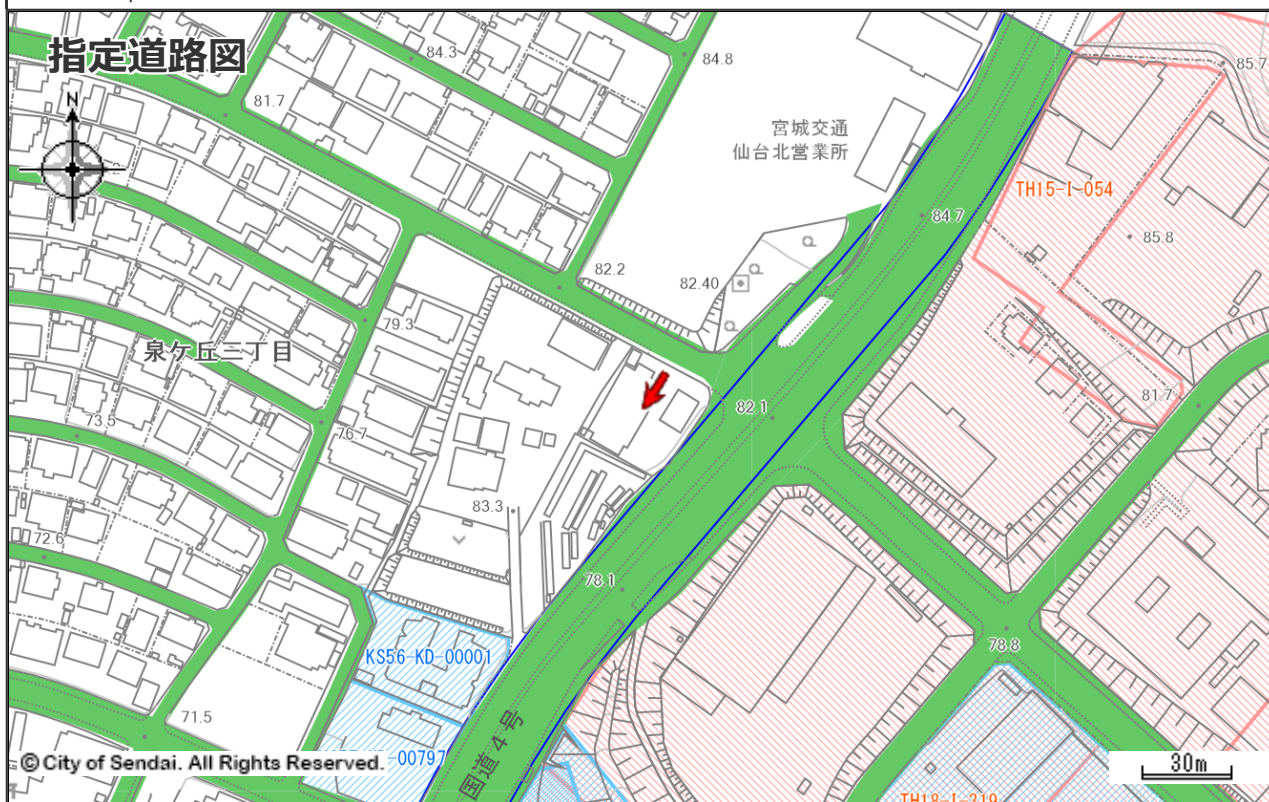 指定道路図
N
84.3
84.8
85.7
81.7
宮城交通
仙台北営業所
TH15-I-054
84.7
85.8
82.2
82.40
79.3
泉ケ丘三丁目
82.1
81.7
73.5
76.7
83.3
72.6
78.1
78.8
KS56-KD-00001
71.5
国道4号
-00797
© City of Sendai. All Rights Reserved.
30m
TH18-I-319